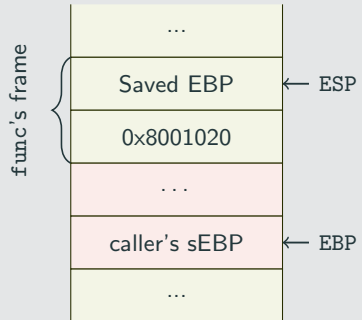 ...
func's frame
Saved EBP
ESP
0x8001020
...
caller's sEBP
EBP
...